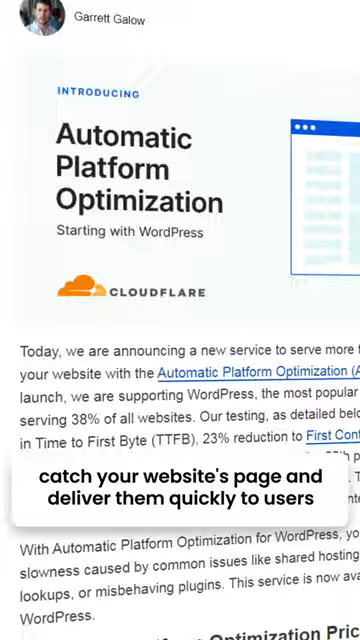 Garrett Galow
INTRODUCING
Automatic
Platform
Optimization
Starting with WordPress
CLOUDFLARE
Today, we are announcing a new service to serve more
your website with the Automatic Platform Optimization (
launch, we are supporting WordPress, the most popular
serving 38% of all websites. Our testing, as detailed
in Time to First Byte (TTFB), 23% reduction to First
catch your website's page and
deliver them quickly to users
With Automatic Platform Optimization for WordPress,
slowness caused by common issues like shared hosting
lookups, or misbehaving plugins. This service is now
WordPress.
Optimization